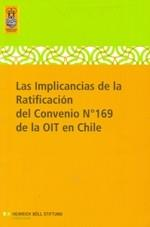 Las Implicancias de la
Ratificación
del Convenio N°169
de la OIT en Chile
HEINRICH BÖLL STIFTUNG